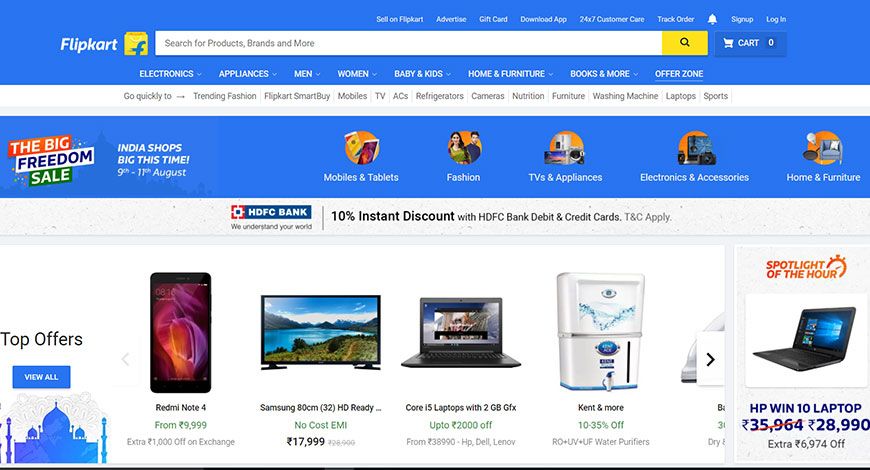 Sell on Flipkart Advertise Gift Card Download App 24x7 Customer Care Track Order Signup Log In
Flipkart Search for Products, Brands and More CART 0
ELECTRONICS APPLIANCES MEN WOMEN BABY & KIDS HOME & FURNITURE BOOKS & MORE OFFER ZONE
Go quickly to → Trending Fashion Flipkart SmartBuy Mobiles TV ACs Refrigerators Cameras Nutrition Furniture Washing Machine Laptops Sports
THE BIG
FREEDOM
SALE
INDIA SHOPS
BIG THIS TIME!
9th - 11th August
Mobiles & Tablets Fashion TVs & Appliances Electronics & Accessories Home & Furniture
HDFC BANK
We understand your world
10% Instant Discount with HDFC Bank Debit & Credit Cards. T&C Apply.
Top Offers
VIEW ALL
08:16
Redmi Note 4
From ₹9,999
Extra ₹1,000 Off on Exchange
Samsung 80cm (32) HD Ready ...
No Cost EMI
₹17,999 ₹28,900
Core i5 Laptops with 2 GB Gfx
Upto ₹2000 off
From ₹38990 - Hp, Dell, Lenov
KENT
Kent & more
10-35% Off
RO+UV+UF Water Purifiers
Ba
Dry &
SPOTLIGHT
OF THE HOUR
HP WIN 10 LAPTOP
₹35,964 ₹28,990
Extra ₹6,974 Off